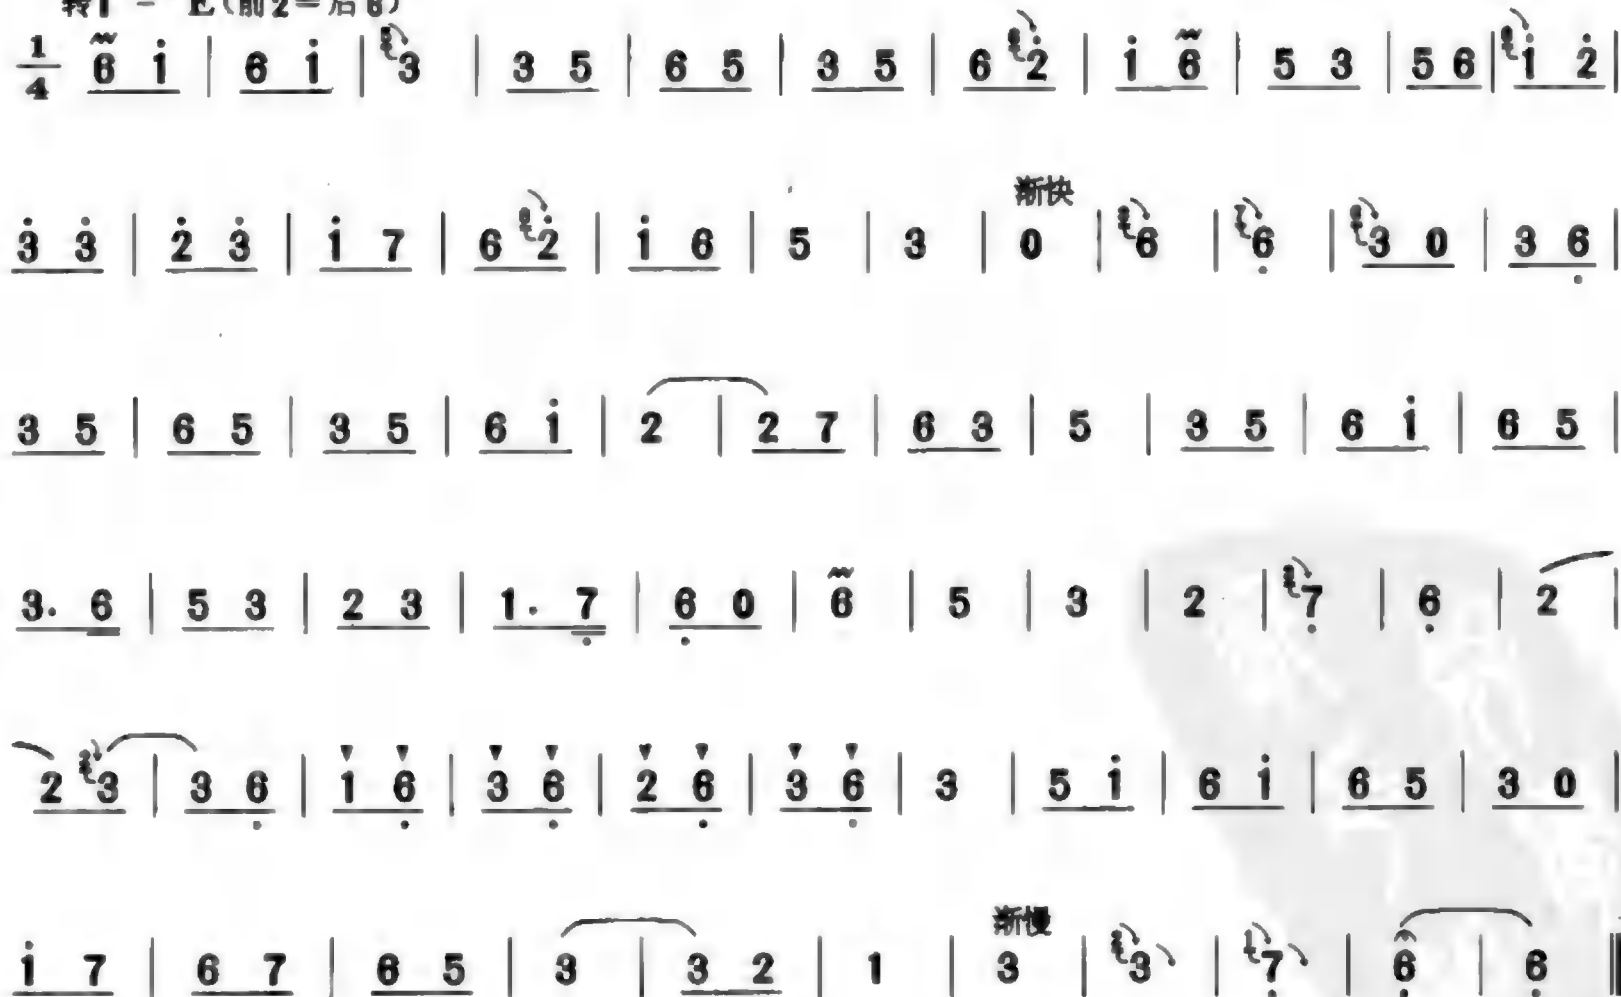 转1 = E(前2=后6)
1/4 6 i | 6 i | 3 | 3 5 | 6 5 | 3 5 | 6 2̇ | i 6 | 5 3 | 5 6 | i 2̇ |
渐快
3̇ 3̇ | 2̇ 3̇ | i 7 | 6 2̇ | i 6 | 5 | 3 | 0 | 6 | 6̣ | 3 0 | 3 6̣ |
3 5 | 6 5 | 3 5 | 6 i | 2 | 2 7 | 6 3 | 5 | 3 5 | 6 i | 6 5 |
3. 6 | 5 3 | 2 3 | 1. 7̣ | 6̣ 0 | 6 | 5 | 3 | 2 | 7̣ | 6̣ | 2 |
2 3 | 3 6̣ | 1 6̣ | 3 6̣ | 2 6̣ | 3 6̣ | 3 | 5 i | 6 i | 6 5 | 3 0 |
渐慢
i 7 | 6 7 | 6 5 | 3 | 3 2 | 1 | 3 | 3 | 7̣ | 6̣ | 6̣ ‖